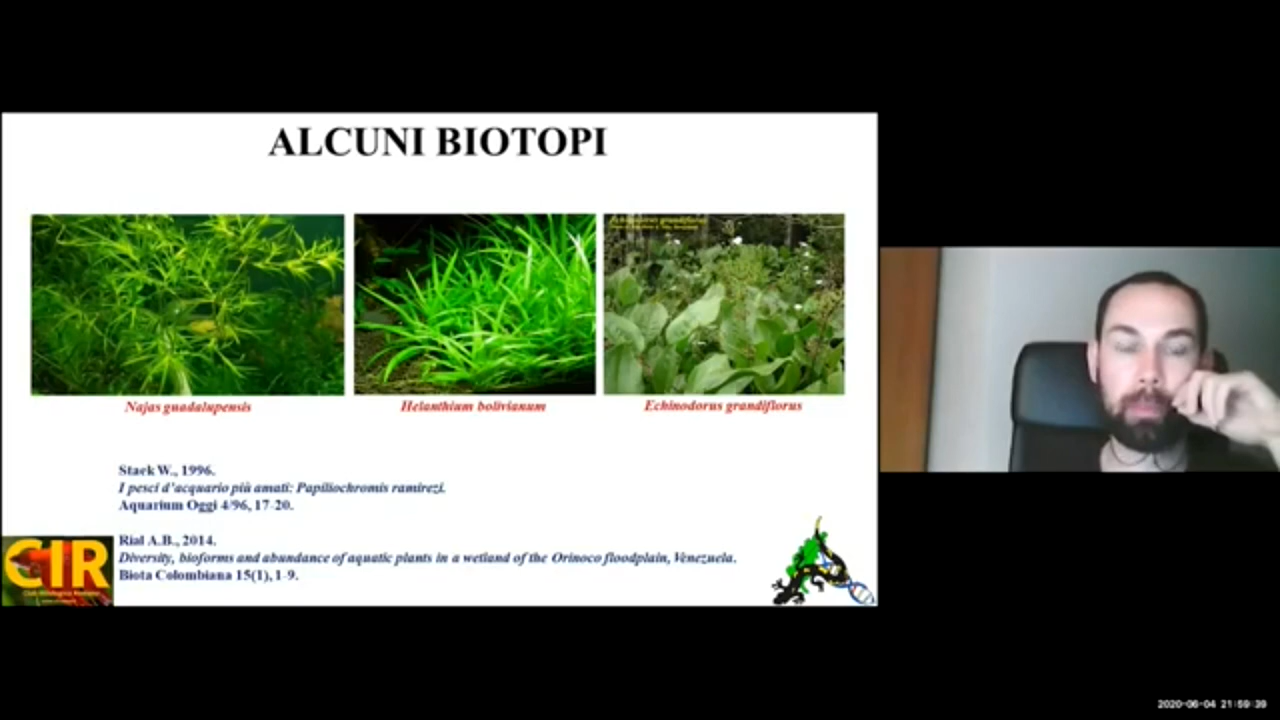 ALCUNI BIOTOPI
Echinodorus grandiflorus
Najas guadalupensis
Helanthium bolivianum
Echinodorus grandiflorus
Staek W., 1996.
I pesci d'acquario più amati: Papiliochromis ramirezi.
Aquarium Oggi 4/96, 17-20.
Rial A.B., 2014.
Diversity, bioforms and abundance of aquatic plants in a wetland of the Orinoco floodplain, Venezuela.
Biota Colombiana 15(1), 1-9.
CIR
2020-06-04 21:59:39